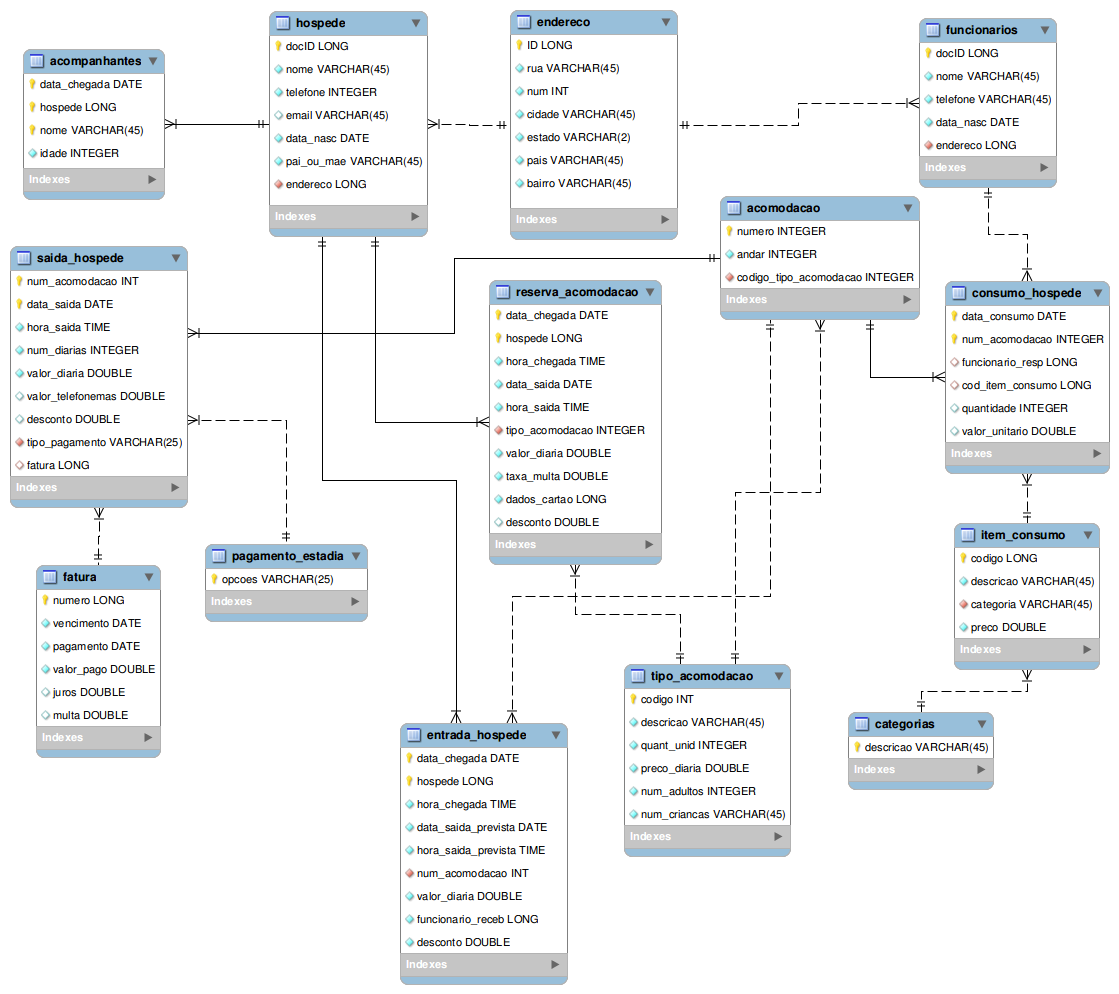 hospede
docID LONG
nome VARCHAR(45)
telefone INTEGER
email VARCHAR(45)
data_nasc DATE
pai_ou_mae VARCHAR(45)
endereco LONG
Indexes
endereco
ID LONG
rua VARCHAR(45)
num INT
cidade VARCHAR(45)
estado VARCHAR(2)
pais VARCHAR(45)
bairro VARCHAR(45)
Indexes
funcionarios
docID LONG
nome VARCHAR(45)
telefone VARCHAR(45)
data_nasc DATE
endereco LONG
Indexes
acompanhantes
data_chegada DATE
hospede LONG
nome VARCHAR(45)
idade INTEGER
Indexes
acomodacao
numero INTEGER
andar INTEGER
codigo_tipo_acomodacao INTEGER
Indexes
saida_hospede
num_acomodacao INT
data_saida DATE
hora_saida TIME
num_diarias INTEGER
valor_diaria DOUBLE
valor_telefonemas DOUBLE
desconto DOUBLE
tipo_pagamento VARCHAR(25)
fatura LONG
Indexes
reserva_acomodacao
data_chegada DATE
hospede LONG
hora_chegada TIME
data_saida DATE
hora_saida TIME
tipo_acomodacao INTEGER
valor_diaria DOUBLE
taxa_multa DOUBLE
dados_cartao LONG
desconto DOUBLE
Indexes
consumo_hospede
data_consumo DATE
num_acomodacao INTEGER
funcionario_resp LONG
cod_item_consumo LONG
quantidade INTEGER
valor_unitario DOUBLE
Indexes
pagamento_estadia
opcoes VARCHAR(25)
Indexes
fatura
numero LONG
vencimento DATE
pagamento DATE
valor_pago DOUBLE
juros DOUBLE
multa DOUBLE
Indexes
item_consumo
codigo LONG
descricao VARCHAR(45)
categoria VARCHAR(45)
preco DOUBLE
Indexes
tipo_acomodacao
codigo INT
descricao VARCHAR(45)
quant_unid INTEGER
preco_diaria DOUBLE
num_adultos INTEGER
num_criancas VARCHAR(45)
Indexes
categorias
descricao VARCHAR(45)
Indexes
entrada_hospede
data_chegada DATE
hospede LONG
hora_chegada TIME
data_saida_prevista DATE
hora_saida_prevista TIME
num_acomodacao INT
valor_diaria DOUBLE
funcionario_receb LONG
desconto DOUBLE
Indexes